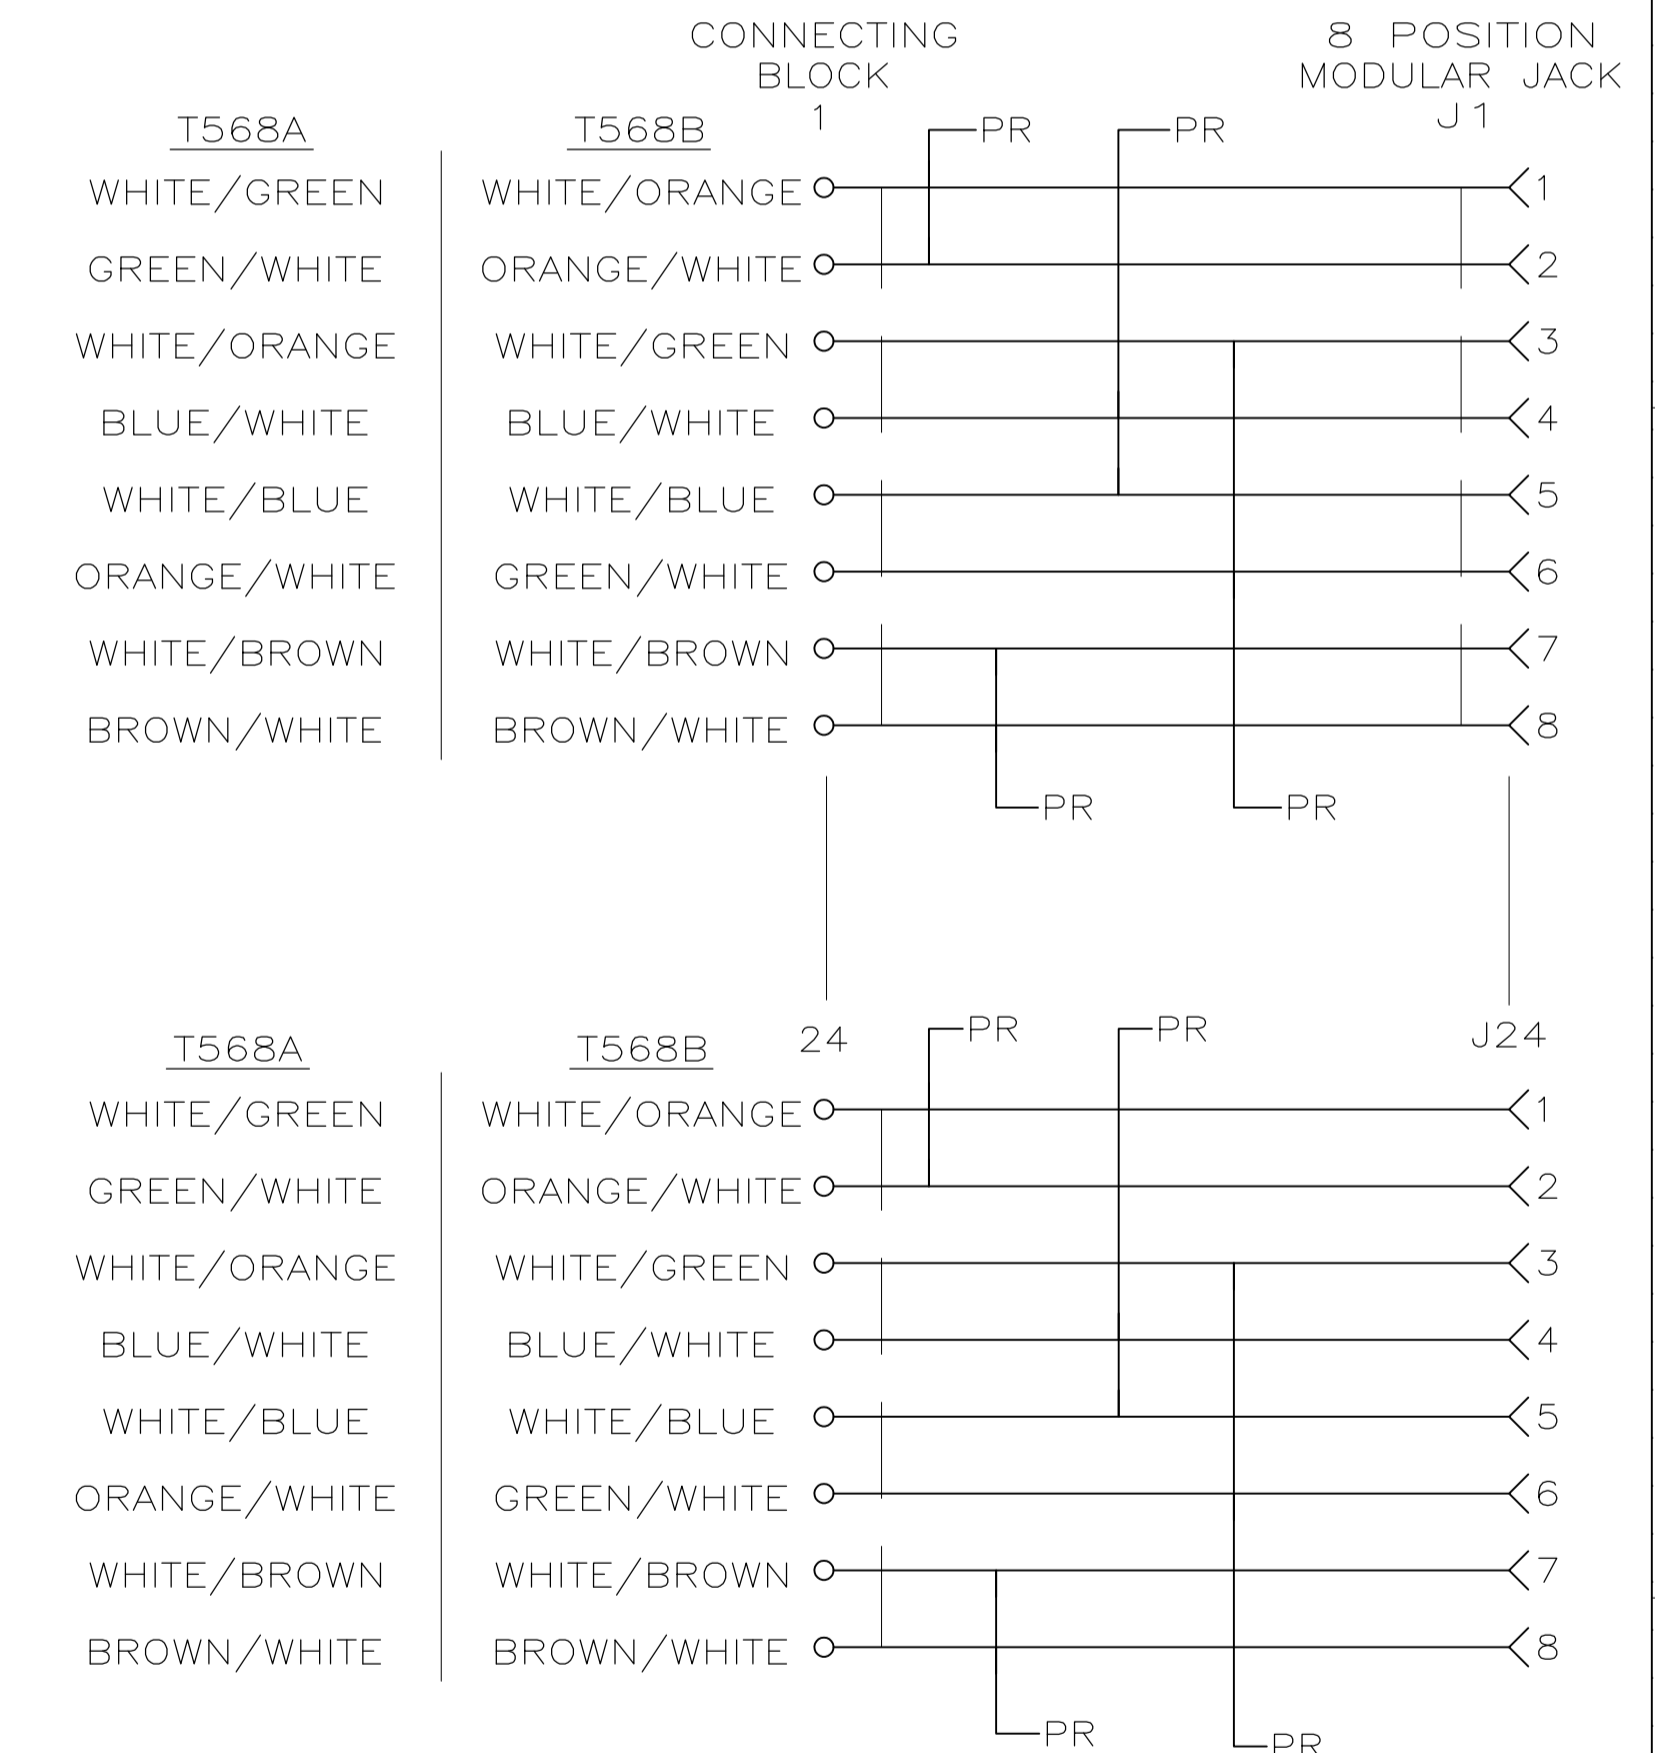 CONNECTING
BLOCK
1
8 POSITION
MODULAR JACK
J1
T568A T568B PR PR
WHITE/GREEN WHITE/ORANGE 1
GREEN/WHITE ORANGE/WHITE 2
WHITE/ORANGE WHITE/GREEN 3
BLUE/WHITE BLUE/WHITE 4
WHITE/BLUE WHITE/BLUE 5
ORANGE/WHITE GREEN/WHITE 6
WHITE/BROWN WHITE/BROWN 7
BROWN/WHITE BROWN/WHITE 8
PR PR
T568A T568B 24 PR PR J24
WHITE/GREEN WHITE/ORANGE 1
GREEN/WHITE ORANGE/WHITE 2
WHITE/ORANGE WHITE/GREEN 3
BLUE/WHITE BLUE/WHITE 4
WHITE/BLUE WHITE/BLUE 5
ORANGE/WHITE GREEN/WHITE 6
WHITE/BROWN WHITE/BROWN 7
BROWN/WHITE BROWN/WHITE 8
PR PR